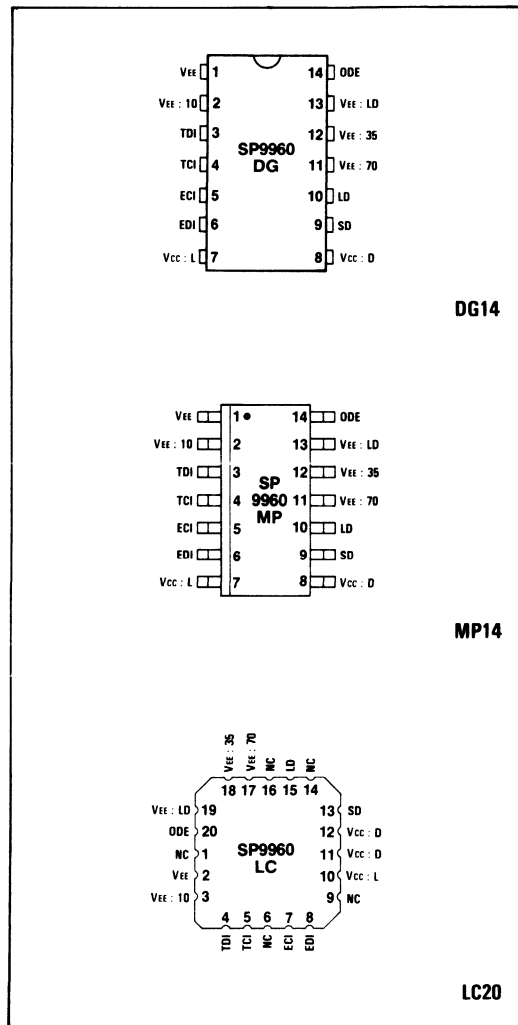 VEE 1 14 ODE
VEE : 10 2 13 VEE : LD
TDI 3 12 VEE : 35
TCI 4 11 VEE : 70
ECI 5 10 LD
EDI 6 9 SD
VCC : L 7 8 VCC : D
SP9960
DG
DG14
VEE 1 14 ODE
VEE : 10 2 13 VEE : LD
TDI 3 12 VEE : 35
TCI 4 11 VEE : 70
ECI 5 10 LD
EDI 6 9 SD
VCC : L 7 8 VCC : D
SP
9960
MP
MP14
VEE : 35 VEE : 70 NC LD NC
18 17 16 15 14
VEE : LD 19 13 SD
ODE 20 12 VCC : D
NC 1 11 VCC : D
VEE 2 10 VCC : L
VEE : 10 3 9 NC
SP9960
LC
4 5 6 7 8
TDI TCI NC ECI EDI
LC20